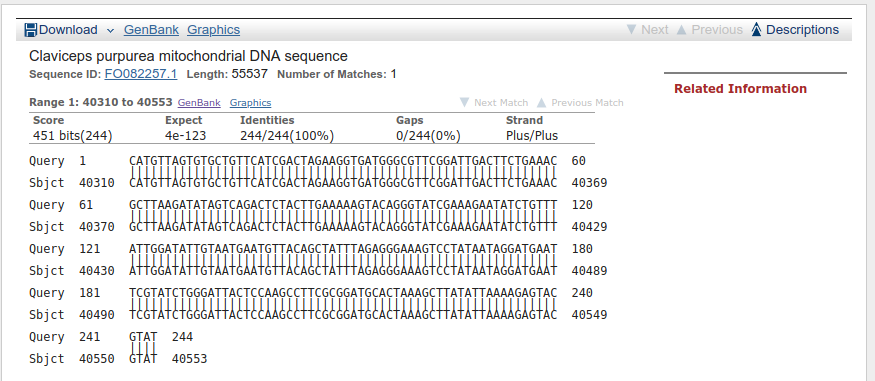 Download GenBank Graphics Next Previous Descriptions
Claviceps purpurea mitochondrial DNA sequence
Sequence ID: FO082257.1 Length: 55537 Number of Matches: 1
Related Information
Range 1: 40310 to 40553 GenBank Graphics Next Match Previous Match
Score Expect Identities Gaps Strand
451 bits(244) 4e-123 244/244(100%) 0/244(0%) Plus/Plus
Query 1 CATGTTAGTGTGCTGTTCATCGACTAGAAGGTGATGGGCGTTCGGATTGACTTCTGAAAC 60
||||||||||||||||||||||||||||||||||||||||||||||||||||||||||||
Sbjct 40310 CATGTTAGTGTGCTGTTCATCGACTAGAAGGTGATGGGCGTTCGGATTGACTTCTGAAAC 40369
Query 61 GCTTAAGATATAGTCAGACTCTACTTGAAAAAGTACAGGGTATCGAAAGAATATCTGTTT 120
||||||||||||||||||||||||||||||||||||||||||||||||||||||||||||
Sbjct 40370 GCTTAAGATATAGTCAGACTCTACTTGAAAAAGTACAGGGTATCGAAAGAATATCTGTTT 40429
Query 121 ATTGGATATTGTAATGAATGTTACAGCTATTTAGAGGGAAAGTCCTATAATAGGATGAAT 180
||||||||||||||||||||||||||||||||||||||||||||||||||||||||||||
Sbjct 40430 ATTGGATATTGTAATGAATGTTACAGCTATTTAGAGGGAAAGTCCTATAATAGGATGAAT 40489
Query 181 TCGTATCTGGGATTACTCCAAGCCTTCGCGGATGCACTAAAGCTTATATTAAAAGAGTAC 240
||||||||||||||||||||||||||||||||||||||||||||||||||||||||||||
Sbjct 40490 TCGTATCTGGGATTACTCCAAGCCTTCGCGGATGCACTAAAGCTTATATTAAAAGAGTAC 40549
Query 241 GTAT 244
||||
Sbjct 40550 GTAT 40553